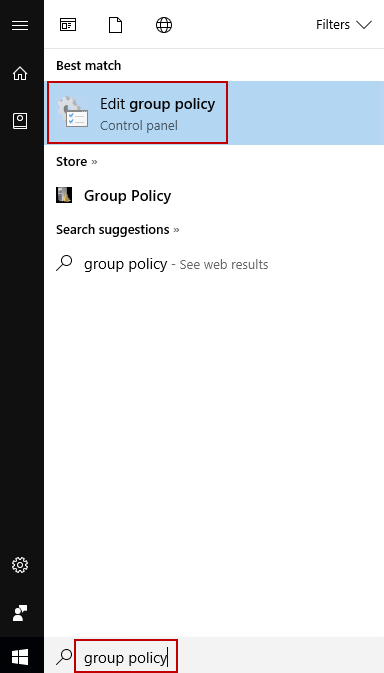 Filters
Best match
Edit group policy
Control panel
Store »
Group Policy
Search suggestions »
group policy - See web results
group policy